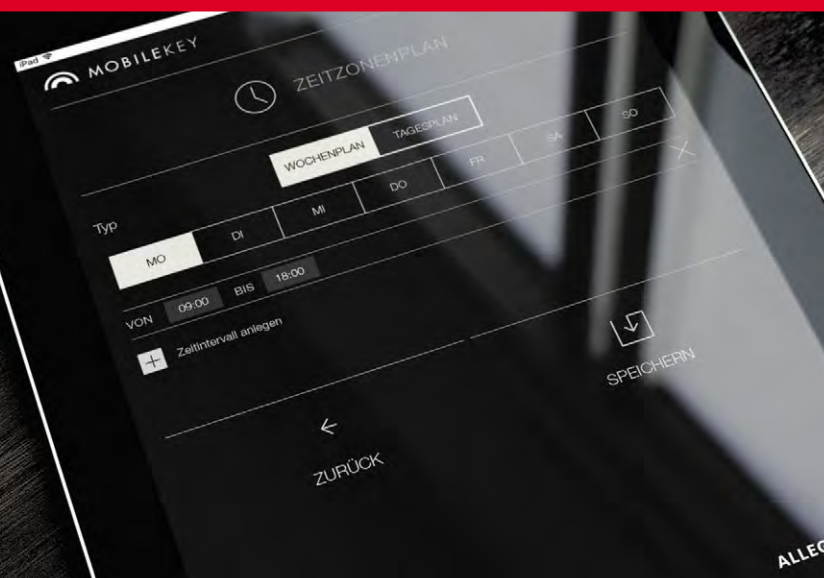 iPad
MOBILEKEY
ZEITZONENPLAN
WOCHENPLAN TAGESPLAN
Typ
MO DI MI DO FR SA SO
VON 09:00 BIS 18:00
Zeitintervall anlegen
ZURÜCK
SPEICHERN